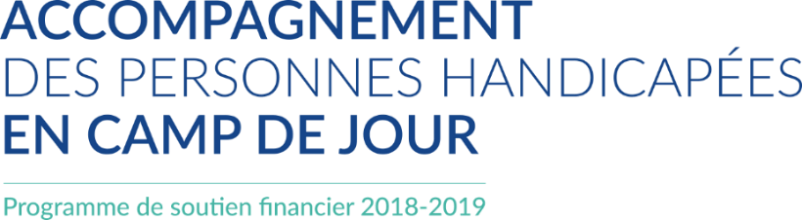 ACCOMPAGNEMENT
DES PERSONNES HANDICAPÉES
EN CAMP DE JOUR
Programme de soutien financier 2018-2019